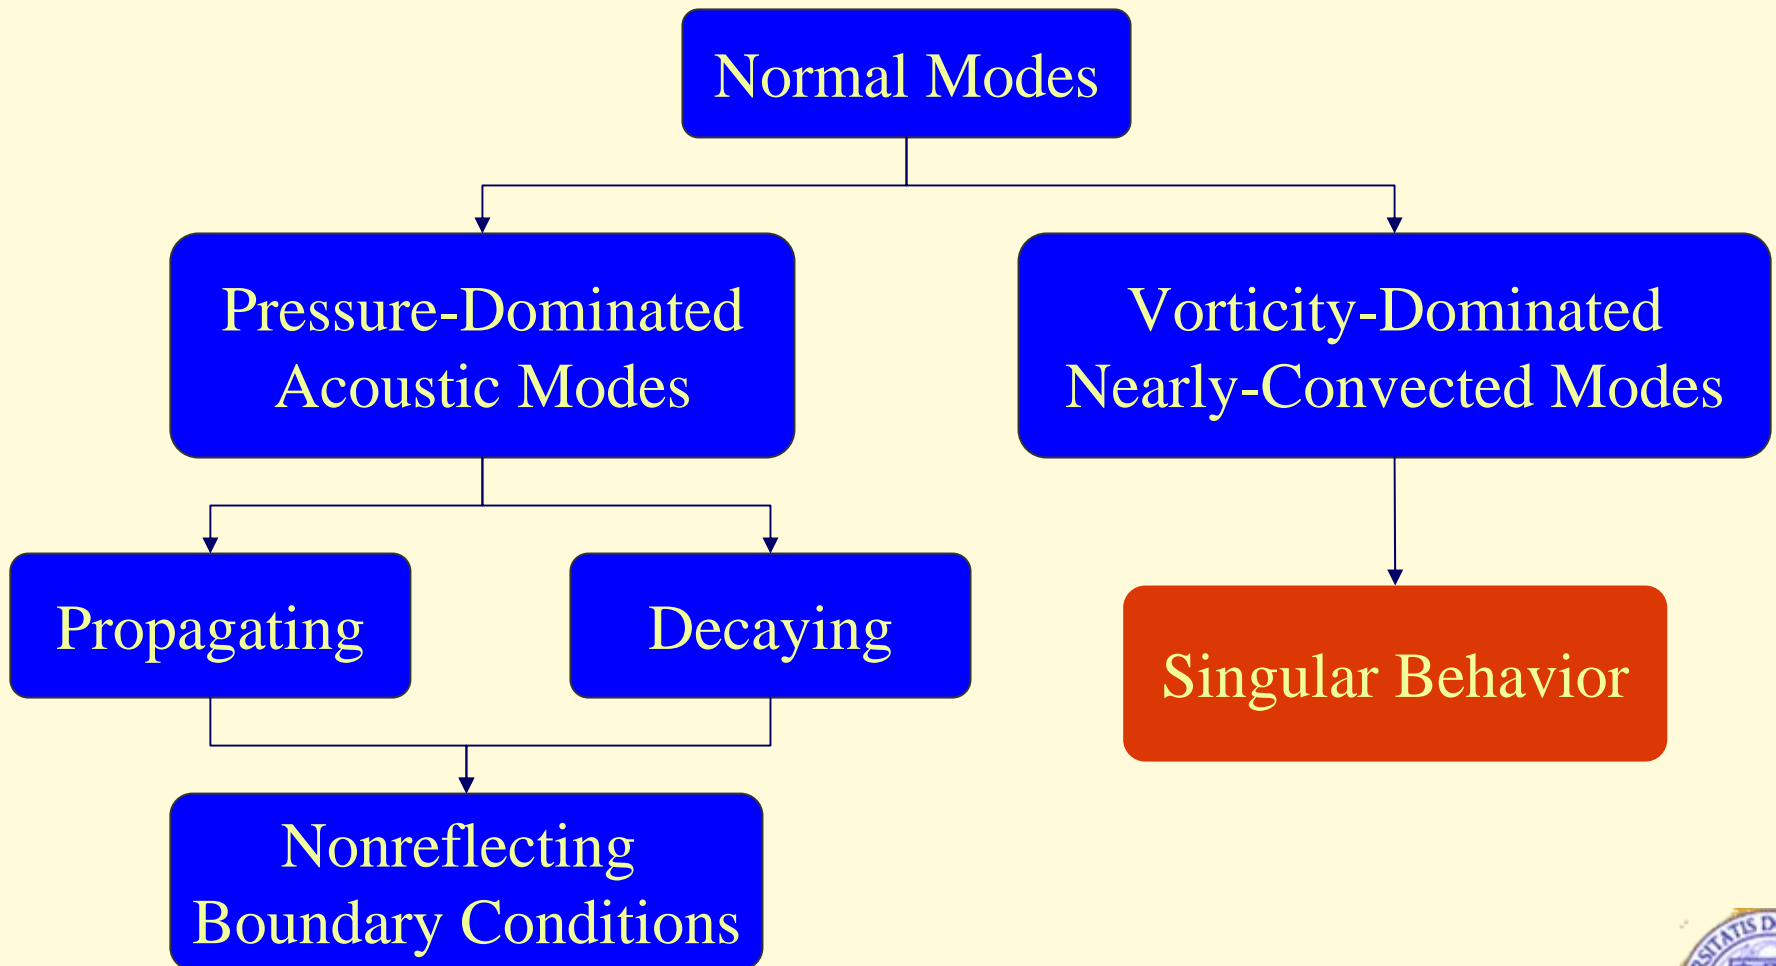 Normal Modes
Pressure-Dominated
Acoustic Modes
Vorticity-Dominated
Nearly-Convected Modes
Propagating
Decaying
Singular Behavior
Nonreflecting
Boundary Conditions